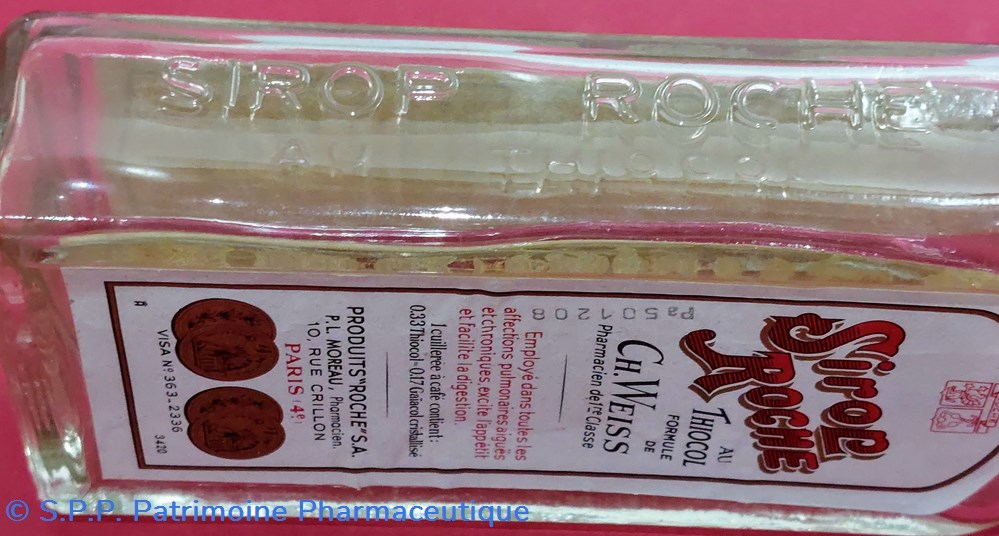 SIROP ROCHE
AU THIOCOL
Sirop
ROCHE
AU
THIOCOL
FORMULE
DE
CH. WEISS
Pharmacien de 1re Classe
Employé dans toutes les
affections pulmonaires aiguës
et chroniques, excite l'appétit
et facilite la digestion.
1 cuillerée à café contient:
0,33 Thiocol - 0,17 Gaïacol cristallisé
PRODUITS "ROCHE" S.A.
P.L. MOREAU, Pharmacien
10, RUE CRILLON
PARIS (4e)
VISA Nº 363-2336
3420
© S.P.P. Patrimoine Pharmaceutique